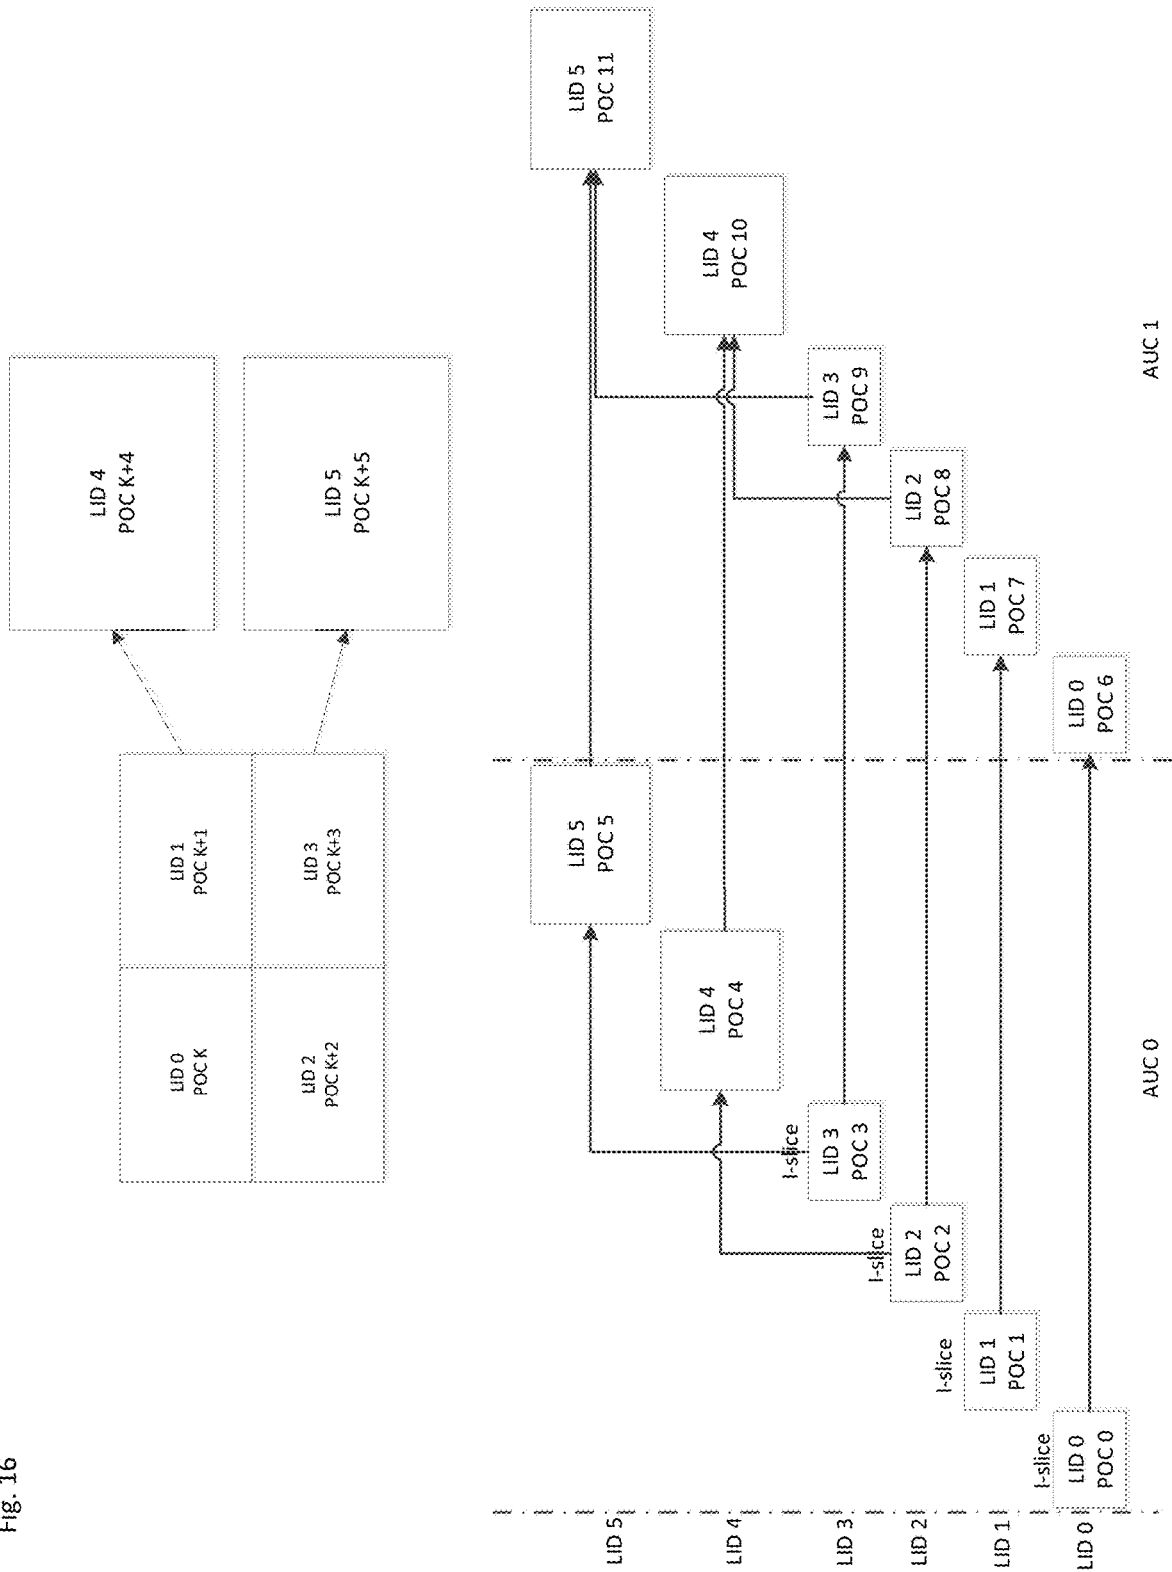 Fig. 16
LID 0
POC K
LID 1
POC K+1
LID 2
POC K+2
LID 3
POC K+3
LID 4
POC K+4
LID 5
POC K+5
LID 5
LID 5
POC 5
LID 5
POC 11
LID 4
LID 4
POC 4
LID 4
POC 10
LID 3
I-slice
LID 3
POC 3
LID 3
POC 9
LID 2
I-slice
LID 2
POC 2
LID 2
POC 8
LID 1
I-slice
LID 1
POC 1
LID 1
POC 7
LID 0
I-slice
LID 0
POC 0
LID 0
POC 6
AUC 0
AUC 1